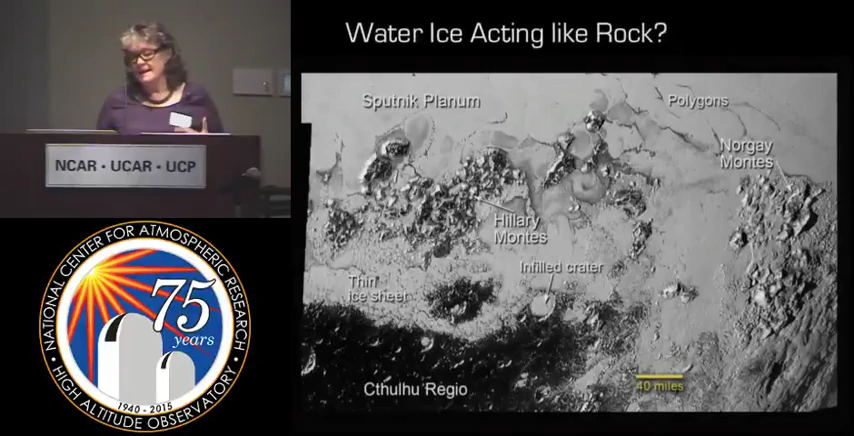 Water Ice Acting like Rock?
Sputnik Planum
Polygons
Norgay
Montes
Hillary
Montes
Infilled crater
Thin
ice sheet
Cthulhu Regio
40 miles
NCAR • UCAR • UCP
NATIONAL CENTER FOR ATMOSPHERIC RESEARCH
75
years
1940 - 2015
HIGH ALTITUDE OBSERVATORY